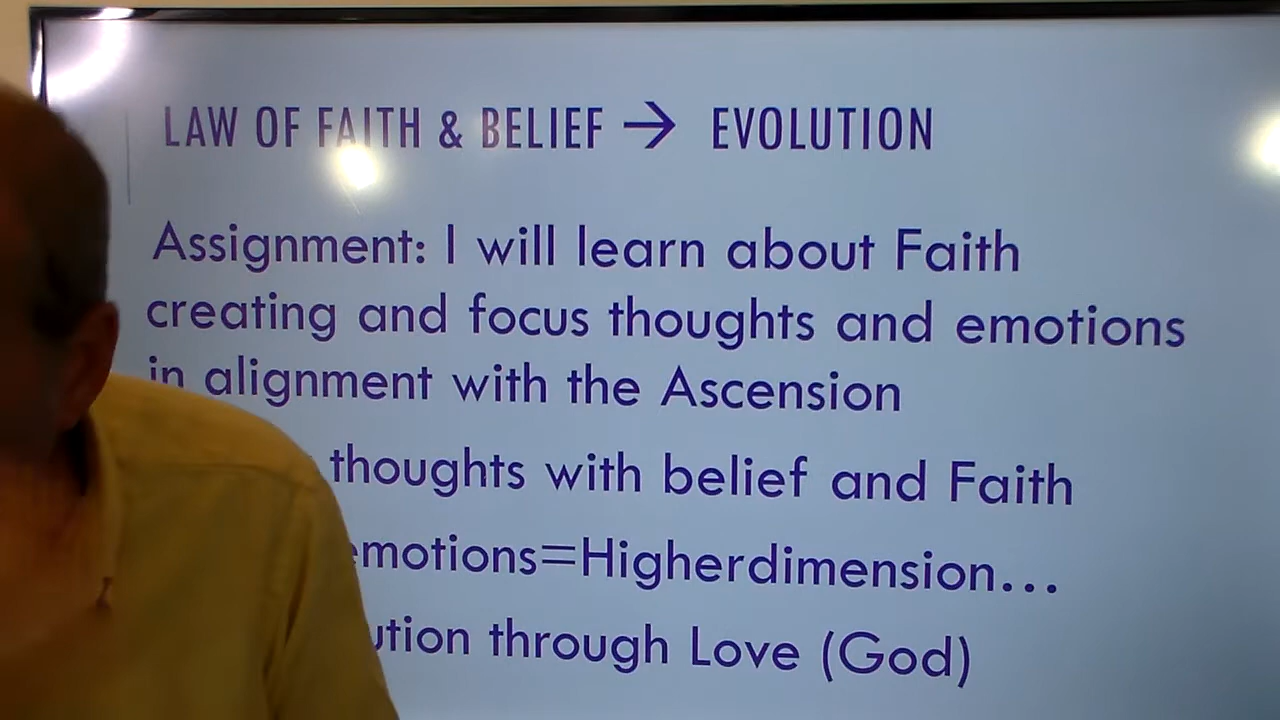 LAW OF FAITH & BELIEF → EVOLUTION
Assignment: I will learn about Faith
creating and focus thoughts and emotions
in alignment with the Ascension
thoughts with belief and Faith
emotions=Higherdimension...
through Love (God)